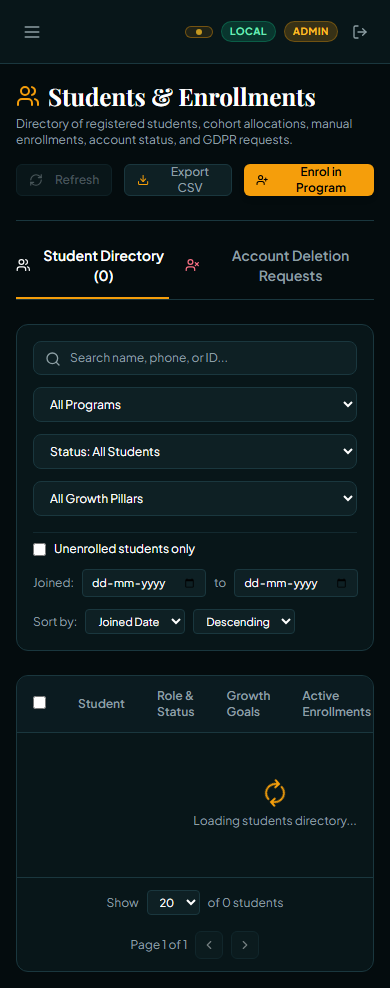 LOCAL
ADMIN
Students & Enrollments
Directory of registered students, cohort allocations, manual
enrollments, account status, and GDPR requests.
Refresh
Export
CSV
Enrol in
Program
Student Directory
(0)
Account Deletion
Requests
Search name, phone, or ID...
All Programs
Status: All Students
All Growth Pillars
Unenrolled students only
Joined: dd-mm-yyyy to dd-mm-yyyy
Sort by: Joined Date Descending
Student
Role &
Status
Growth
Goals
Active
Enrollments
Loading students directory...
Show 20 of 0 students
Page 1 of 1